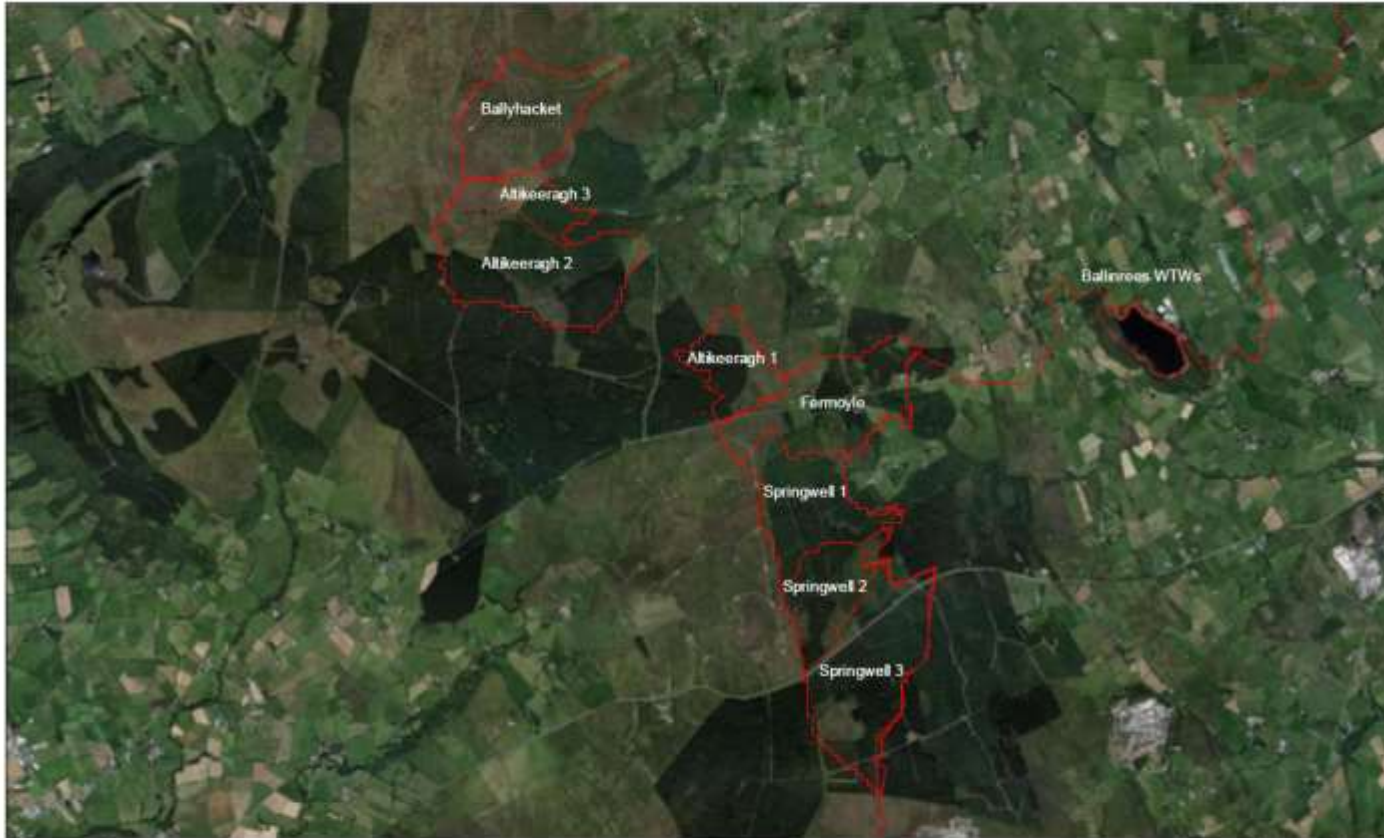 Ballyhacket
Altikeeragh 3
Altikeeragh 2
Ballinrees WTWs
Altikeeragh 1
Fermoyle
Springwell 1
Springwell 2
Springwell 3